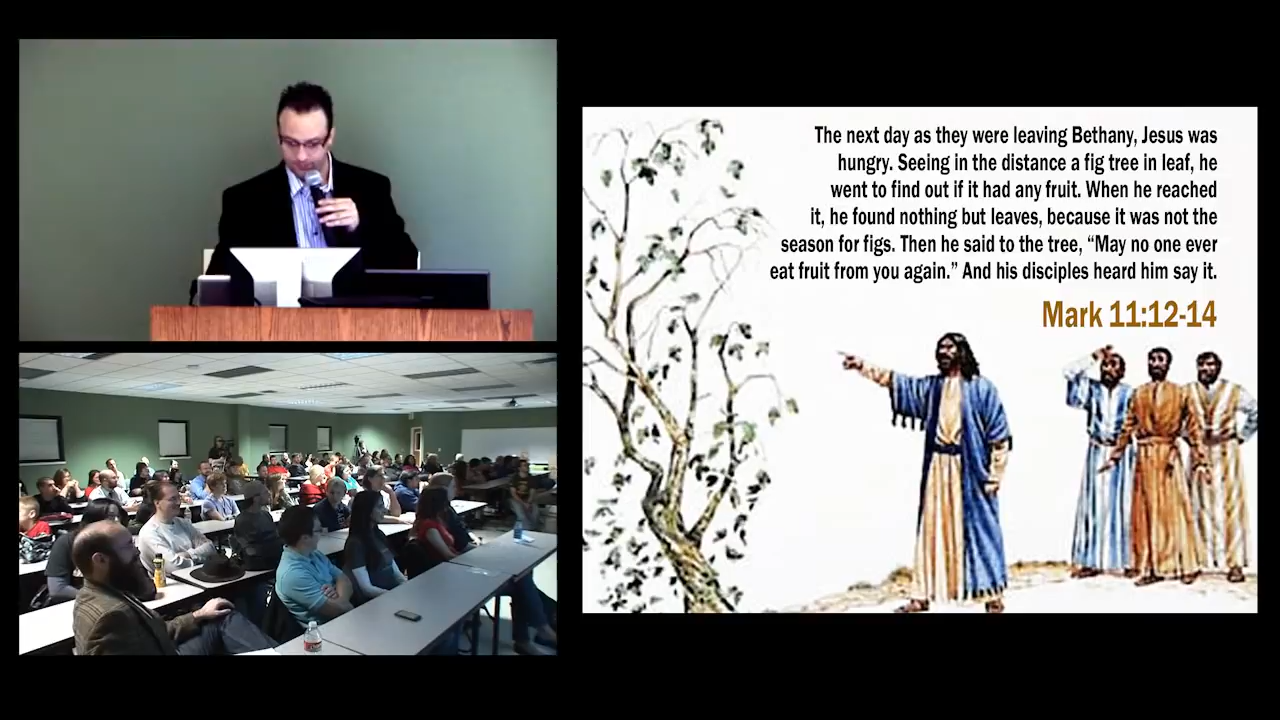 The next day as they were leaving Bethany, Jesus was
hungry. Seeing in the distance a fig tree in leaf, he
went to find out if it had any fruit. When he reached
it, he found nothing but leaves, because it was not the
season for figs. Then he said to the tree, “May no one ever
eat fruit from you again.” And his disciples heard him say it.
Mark 11:12-14